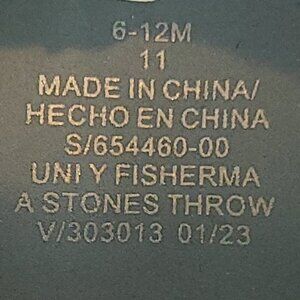 6-12M
11
MADE IN CHINA/
HECHO EN CHINA
S/654460-00
UNI Y FISHERMA
A STONES THROW
V/303013 01/23